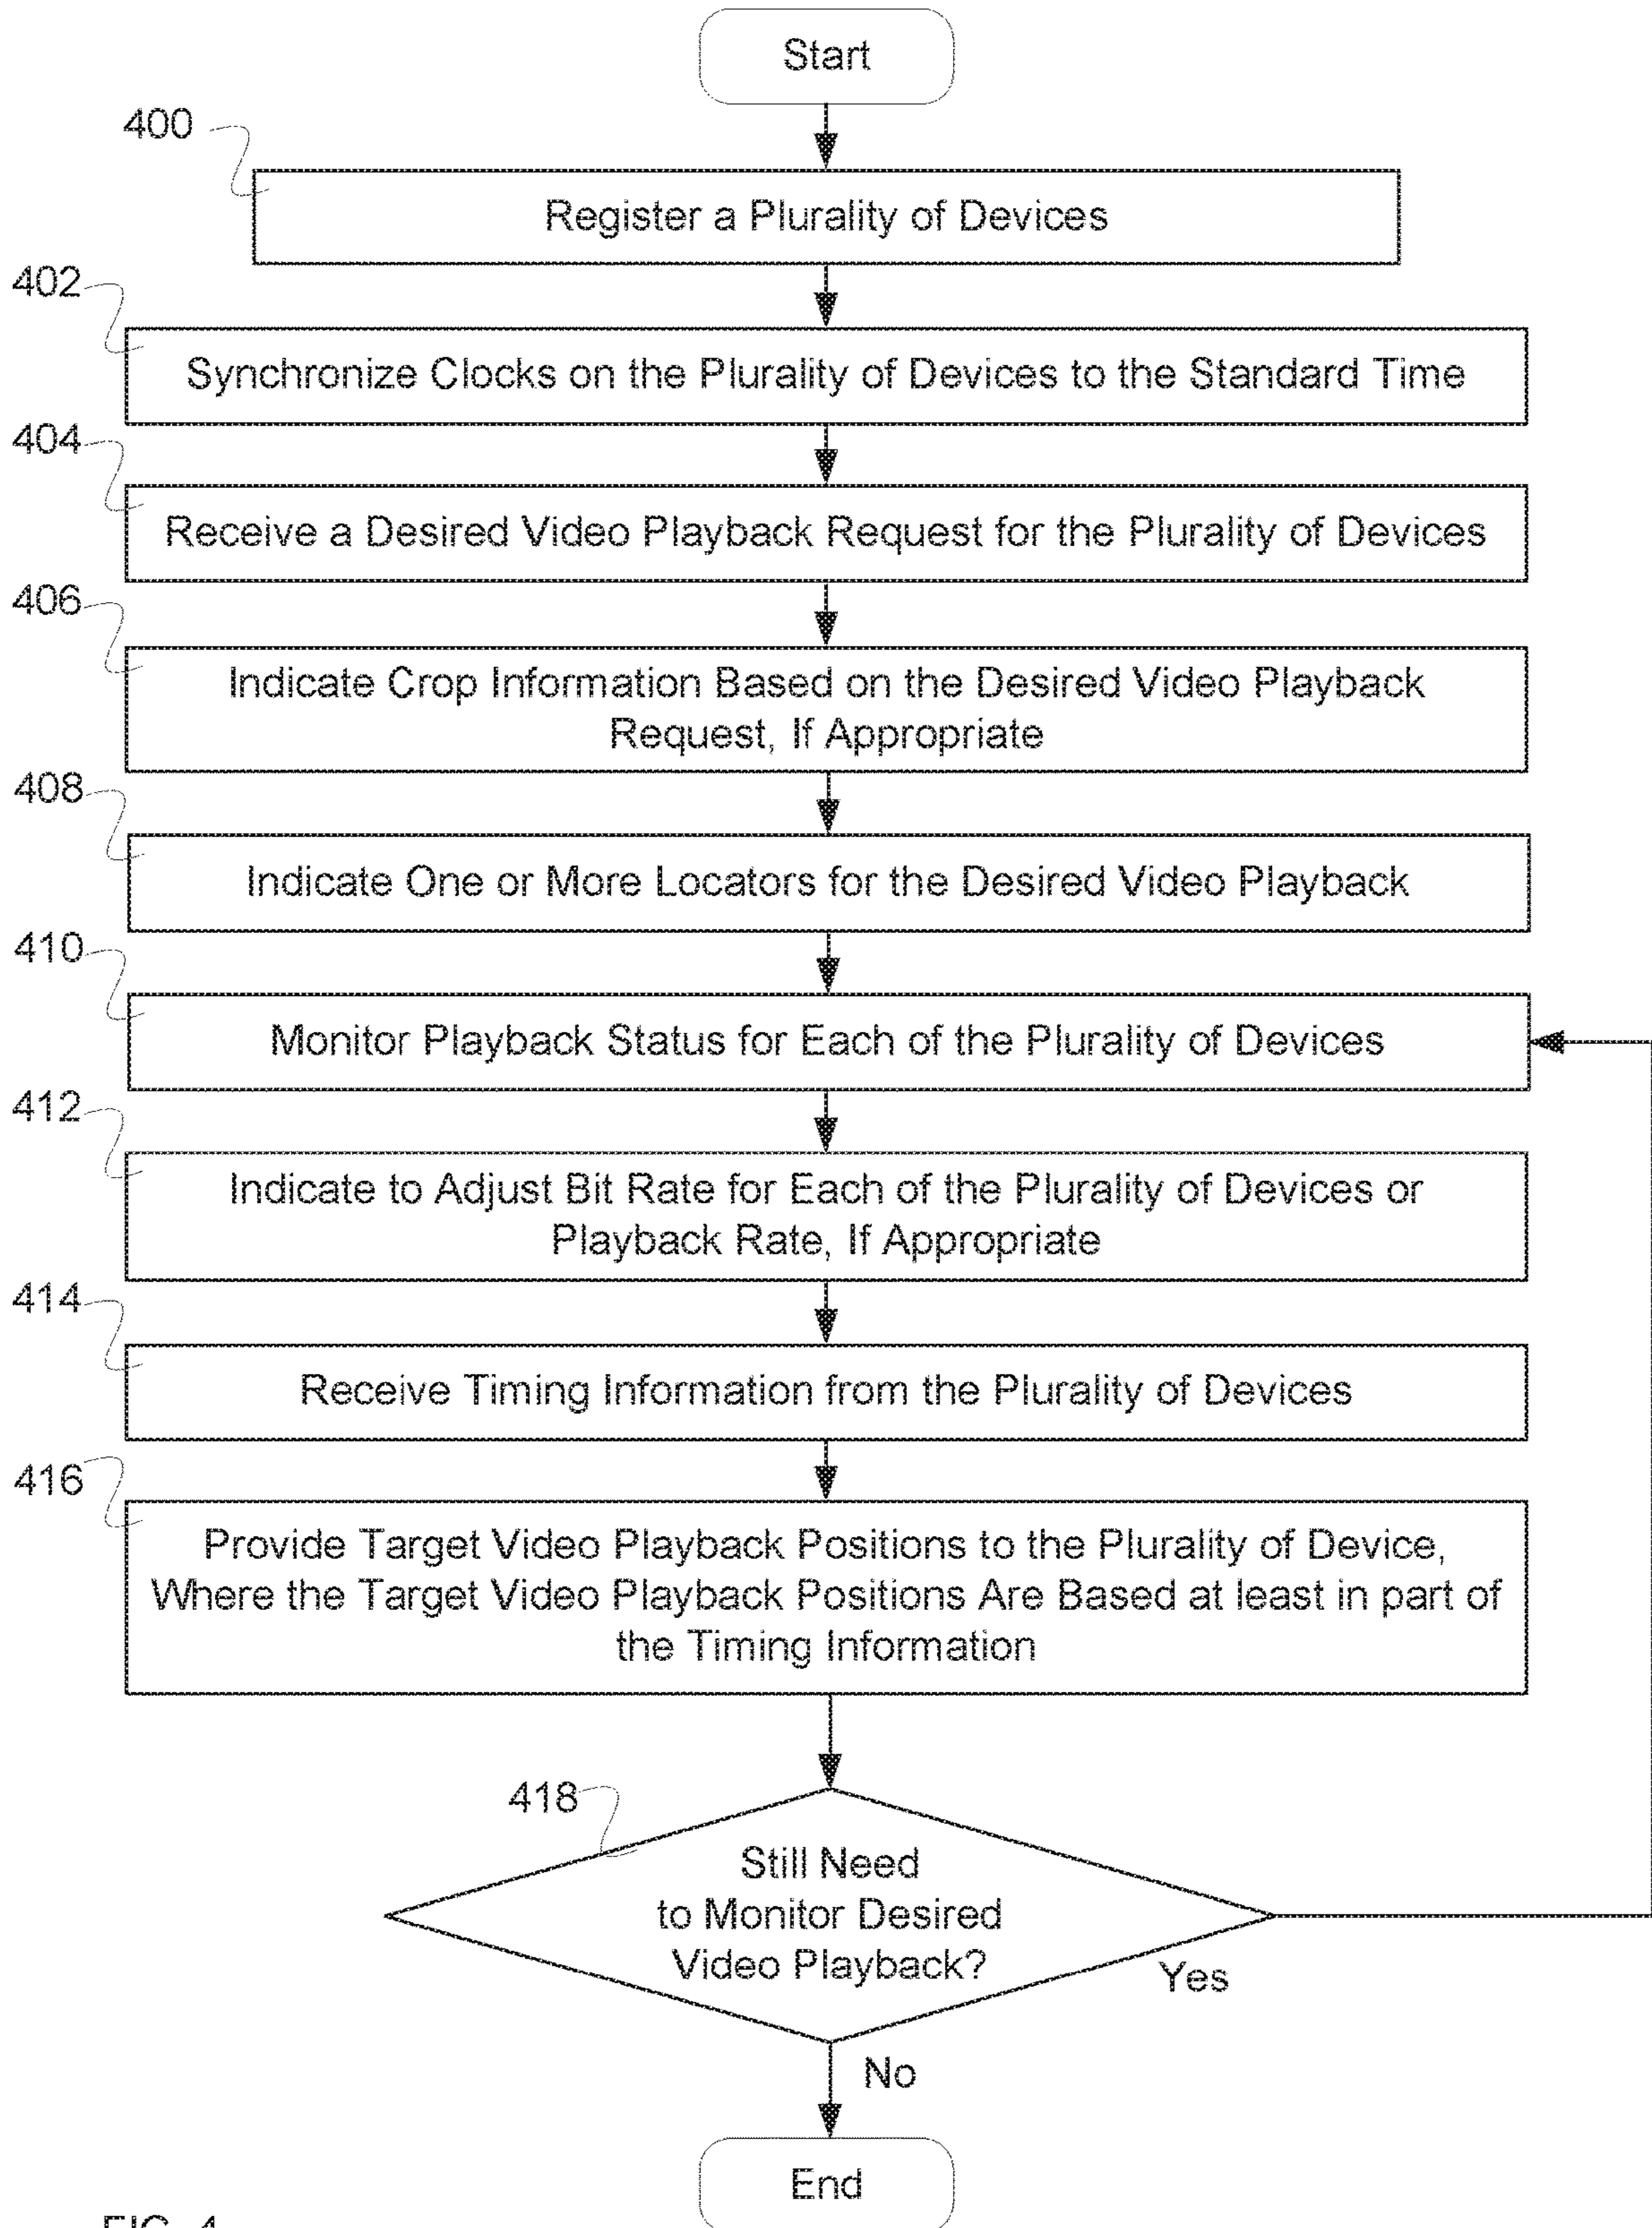 Start
400
Register a Plurality of Devices
402
Synchronize Clocks on the Plurality of Devices to the Standard Time
404
Receive a Desired Video Playback Request for the Plurality of Devices
406
Indicate Crop Information Based on the Desired Video Playback
Request, If Appropriate
408
Indicate One or More Locators for the Desired Video Playback
410
Monitor Playback Status for Each of the Plurality of Devices
412
Indicate to Adjust Bit Rate for Each of the Plurality of Devices or
Playback Rate, If Appropriate
414
Receive Timing Information from the Plurality of Devices
416
Provide Target Video Playback Positions to the Plurality of Device,
Where the Target Video Playback Positions Are Based at least in part of
the Timing Information
418
Still Need
to Monitor Desired
Video Playback?
Yes
No
End
FIG. 4